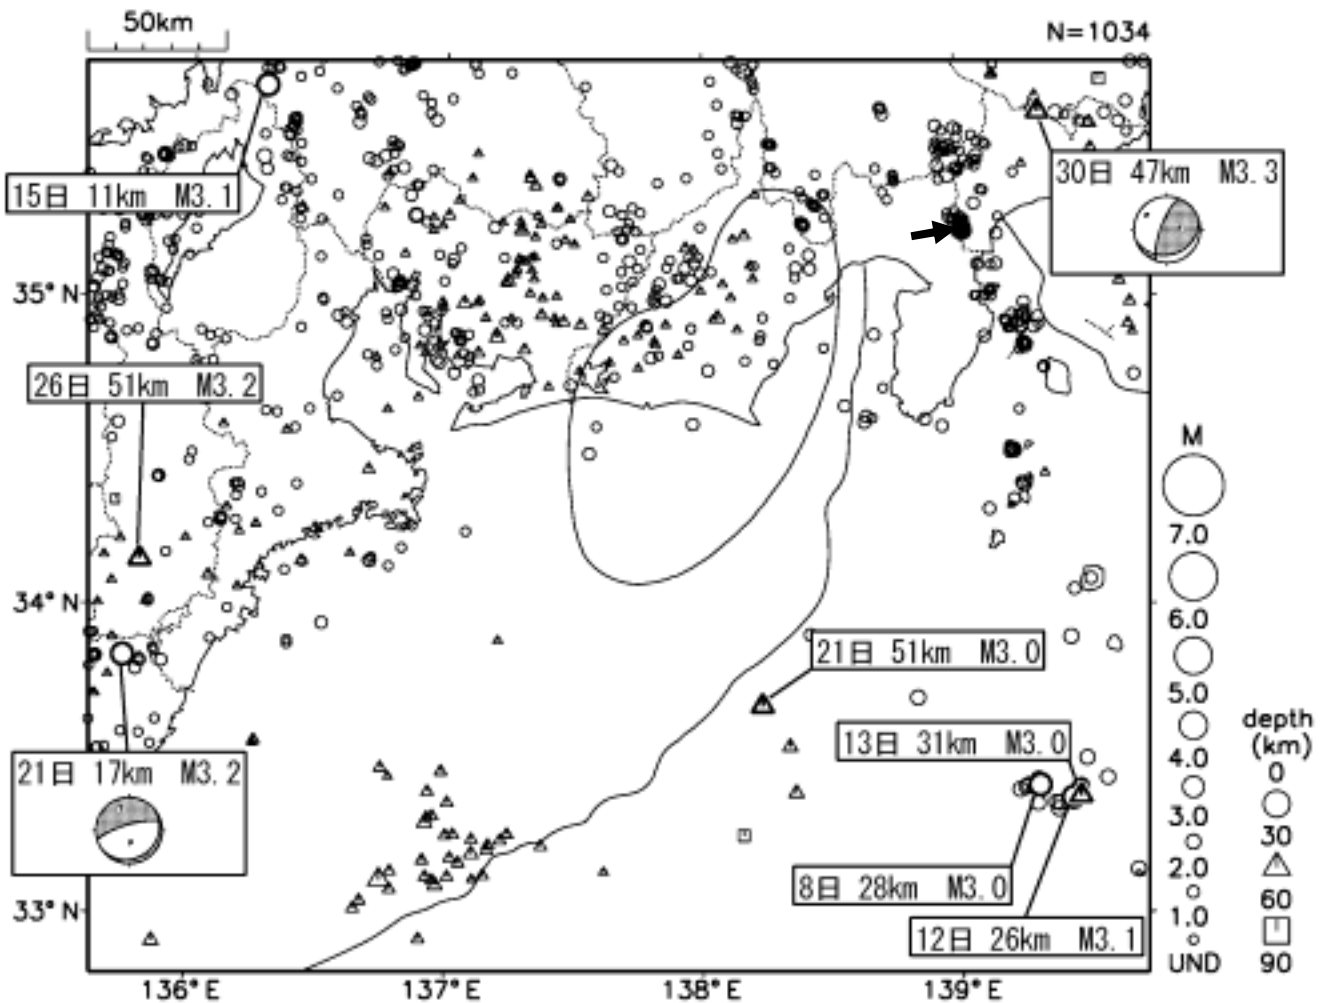 50km
N=1034
15日 11km M3.1
30日 47km M3.3
35°N
26日 51km M3.2
34°N
21日 51km M3.0
13日 31km M3.0
21日 17km M3.2
8日 28km M3.0
33°N
12日 26km M3.1
136°E
137°E
138°E
139°E
M
7.0
6.0
5.0
4.0
3.0
2.0
1.0
UND
depth
(km)
0
30
60
90